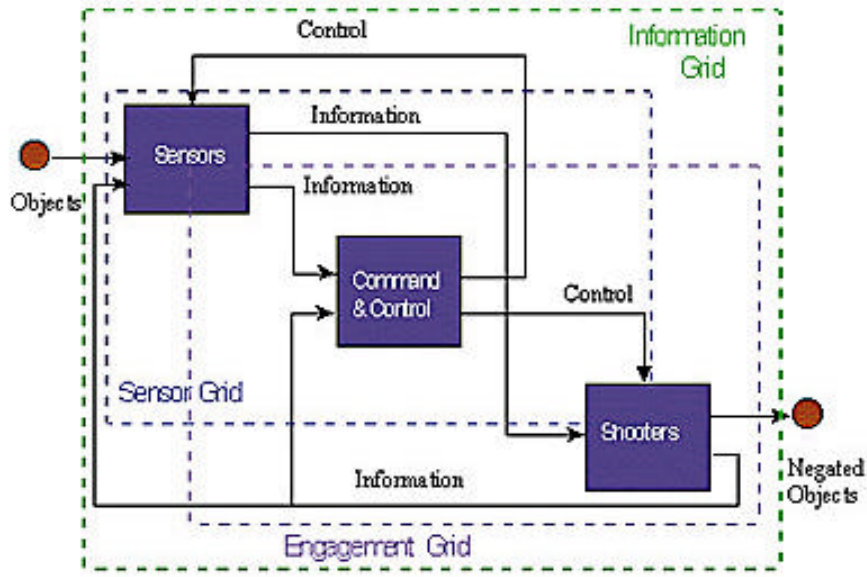 Control
Information
Grid
Information
Sensors
Information
Objects
Command
& Control
Control
Sensor Grid
Shooters
Information
Negated
Objects
Engagement Grid